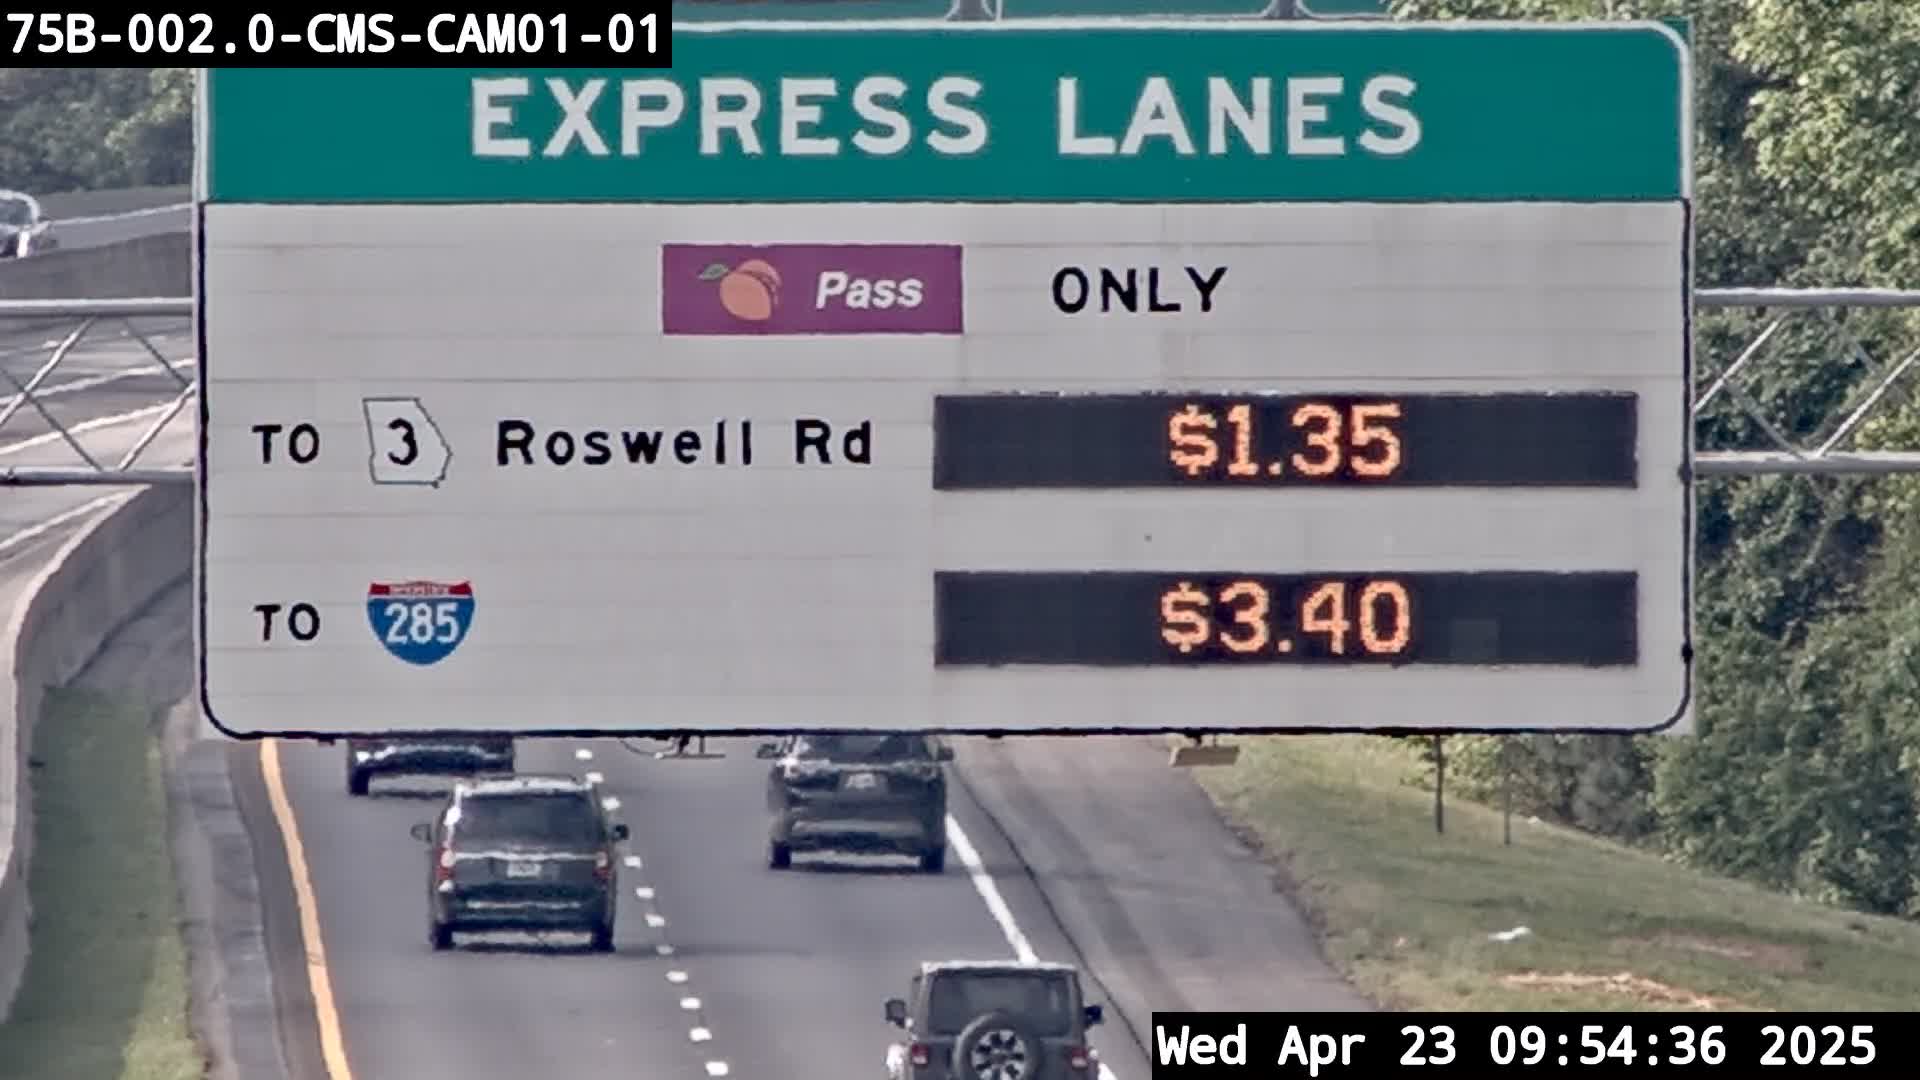 75B-002.0-CMS-CAM01-01
EXPRESS LANES
Pass ONLY
TO 3 Roswell Rd $1.35
TO 285 $3.40
Wed Apr 23 09:54:36 2025